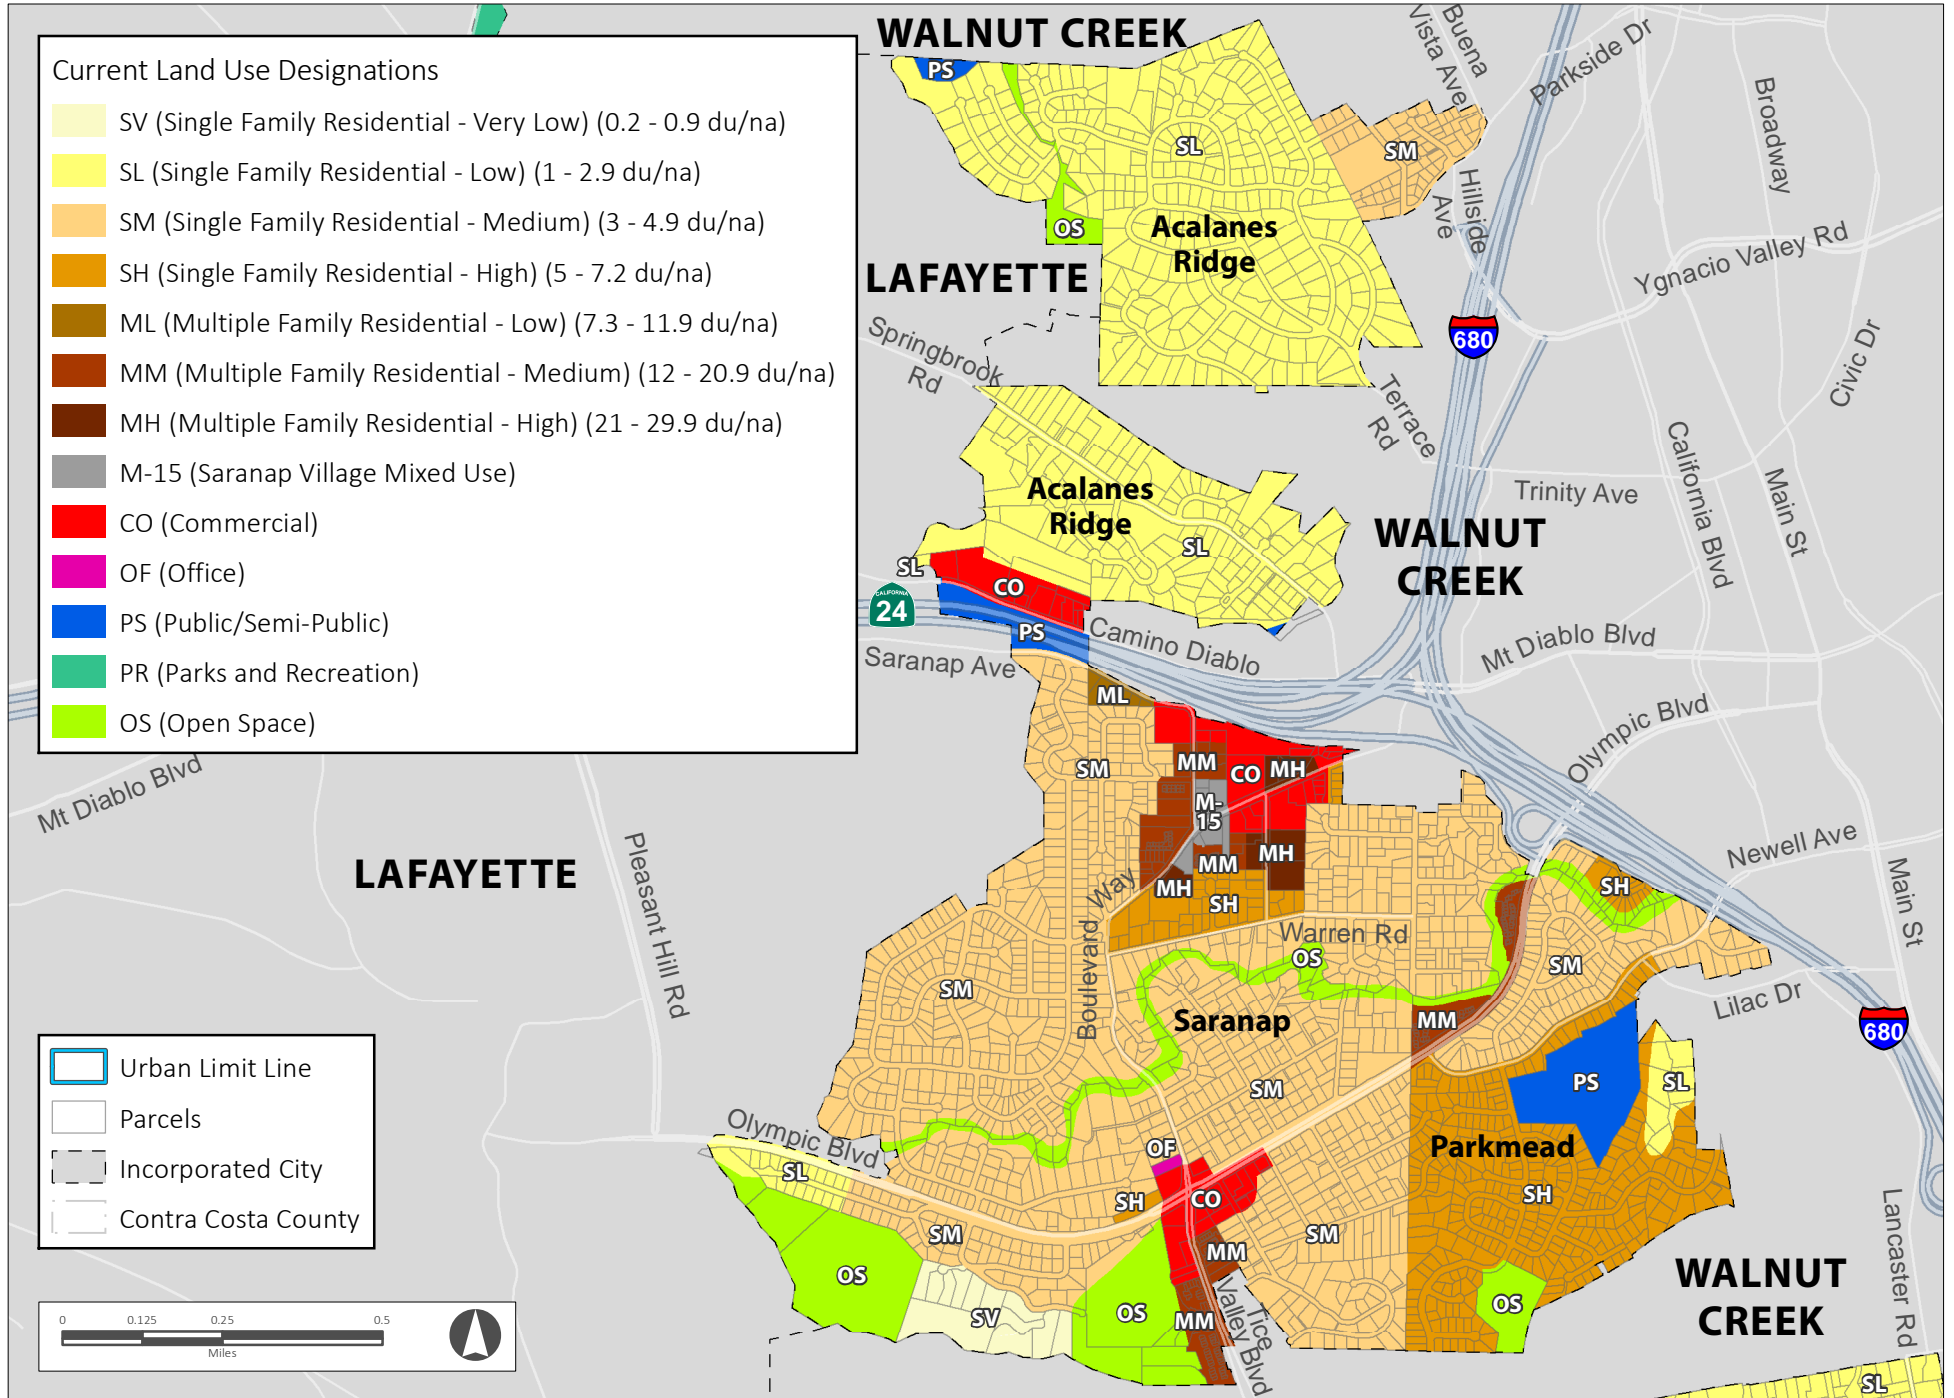 Current Land Use Designations
SV (Single Family Residential - Very Low) (0.2 - 0.9 du/na)
SL (Single Family Residential - Low) (1 - 2.9 du/na)
SM (Single Family Residential - Medium) (3 - 4.9 du/na)
SH (Single Family Residential - High) (5 - 7.2 du/na)
ML (Multiple Family Residential - Low) (7.3 - 11.9 du/na)
MM (Multiple Family Residential - Medium) (12 - 20.9 du/na)
MH (Multiple Family Residential - High) (21 - 29.9 du/na)
M-15 (Saranap Village Mixed Use)
CO (Commercial)
OF (Office)
PS (Public/Semi-Public)
PR (Parks and Recreation)
OS (Open Space)
Urban Limit Line
Parcels
Incorporated City
Contra Costa County
0 0.125 0.25 0.5
Miles
WALNUT CREEK
PS
SL
SM
OS
Acalanes
Ridge
LAFAYETTE
Buena
Vista Ave
Parkside Dr
Broadway
Hillside
Ave
Ygnacio Valley Rd
Civic Dr
680
Springbrook
Rd
Terrace
Rd
California Blvd
Main St
Trinity Ave
Acalanes
Ridge
SL
WALNUT
CREEK
SL
CO
CALIFORNIA
24
PS
Camino Diablo
Saranap Ave
Mt Diablo Blvd
Olympic Blvd
ML
SM
MM
CO
MH
M-
15
MM
MH
MH
SH
Boulevard Way
Warren Rd
OS
Newell Ave
Main St
SH
SM
Lilac Dr
680
Mt Diablo Blvd
LAFAYETTE
Pleasant Hill Rd
SM
Saranap
MM
SM
PS
SL
Parkmead
Olympic Blvd
SL
OF
SH
CO
SM
SM
SH
MM
OS
SV
OS
MM
Tice
Valley Blvd
OS
WALNUT
CREEK
Lancaster Rd
SL